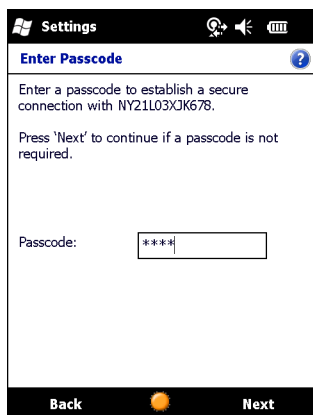 Settings
Enter Passcode
Enter a passcode to establish a secure
connection with NY21L03XJK678.
Press ‘Next’ to continue if a passcode is not
required.
Passcode:
****
Back
Next